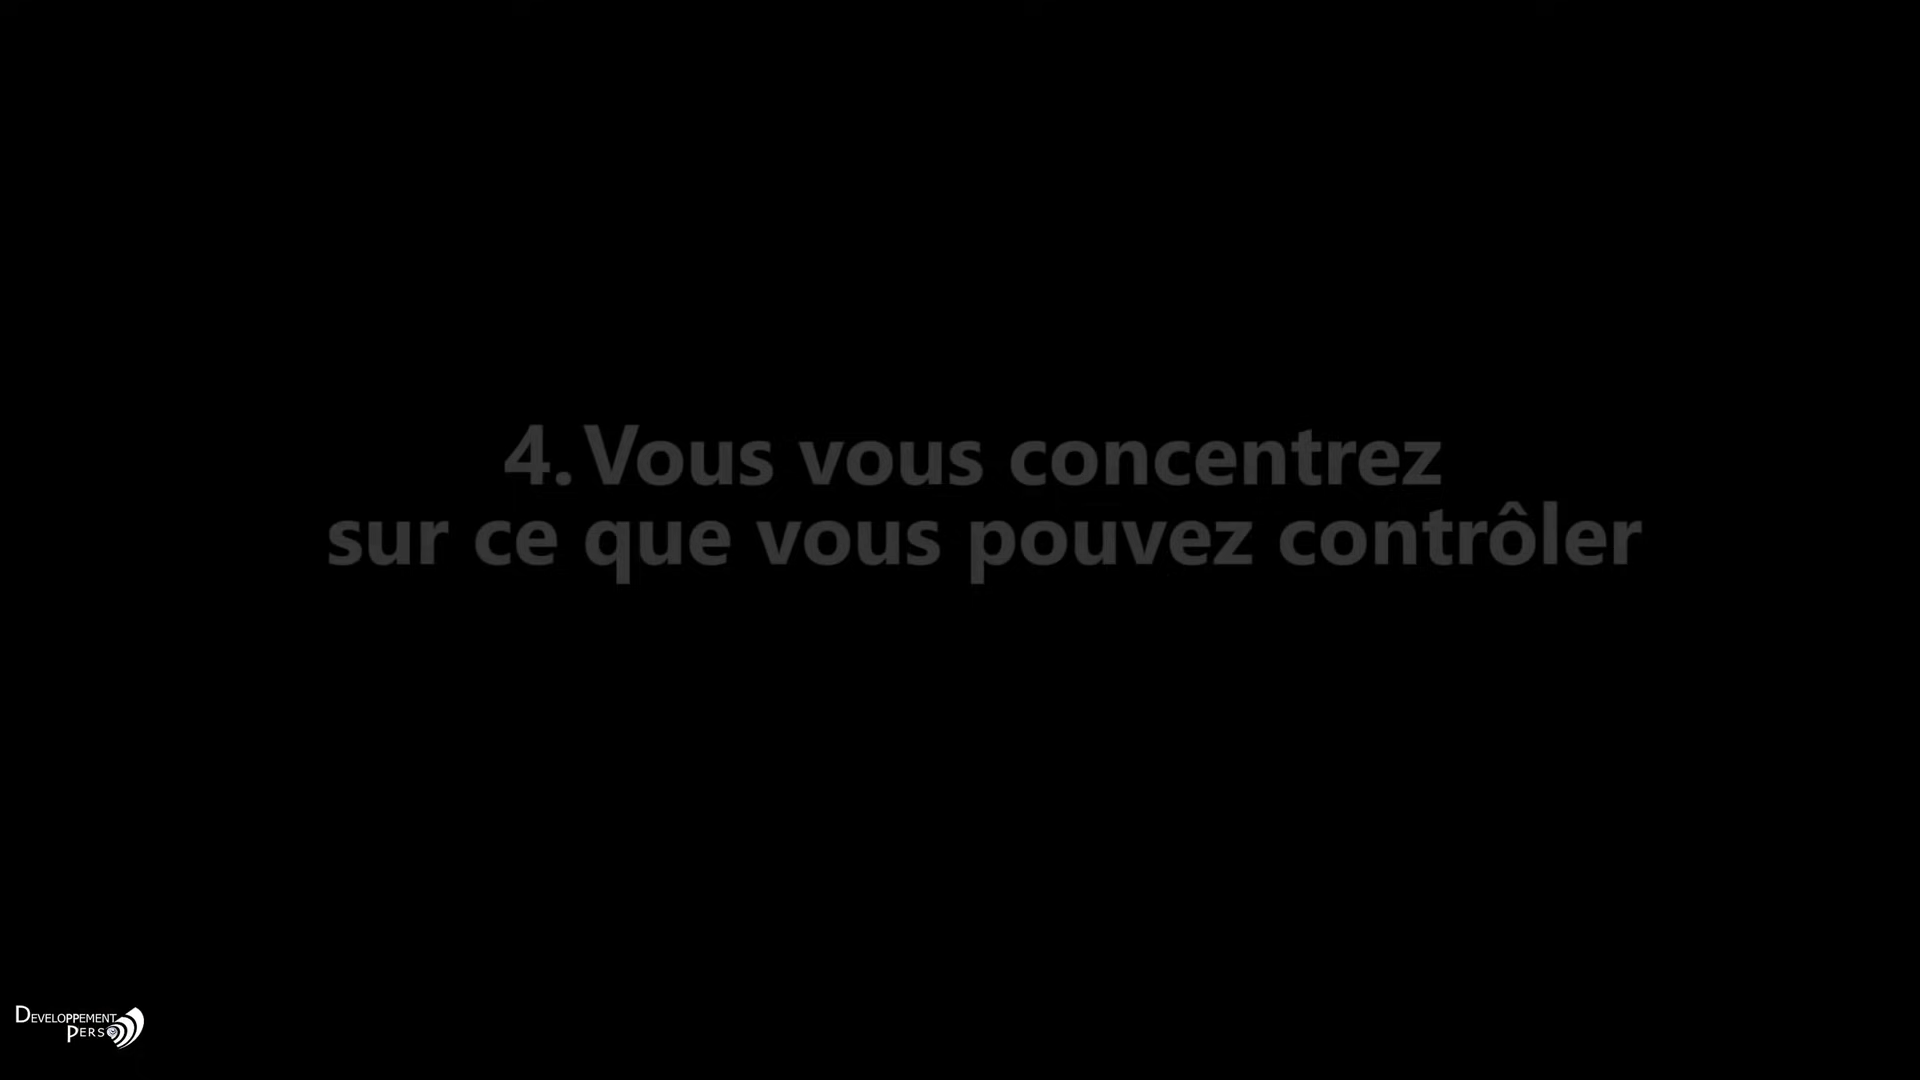 4. Vous vous concentrez
sur ce que vous pouvez contrôler
DEVELOPPEMENT
PERSO